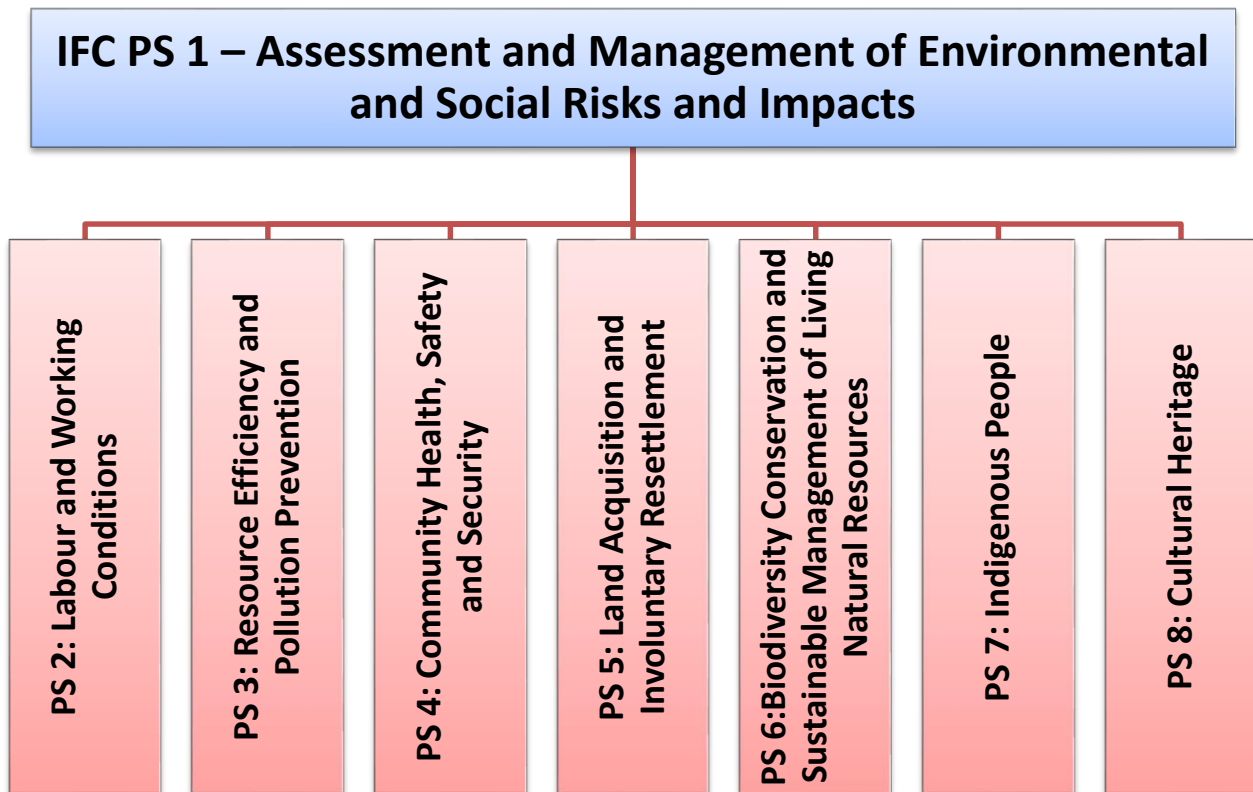 IFC PS 1 – Assessment and Management of Environmental
and Social Risks and Impacts
PS 2: Labour and Working
Conditions
PS 3: Resource Efficiency and
Pollution Prevention
PS 4: Community Health, Safety
and Security
PS 5: Land Acquisition and
Involuntary Resettlement
PS 6:Biodiversity Conservation and
Sustainable Management of Living
Natural Resources
PS 7: Indigenous People
PS 8: Cultural Heritage